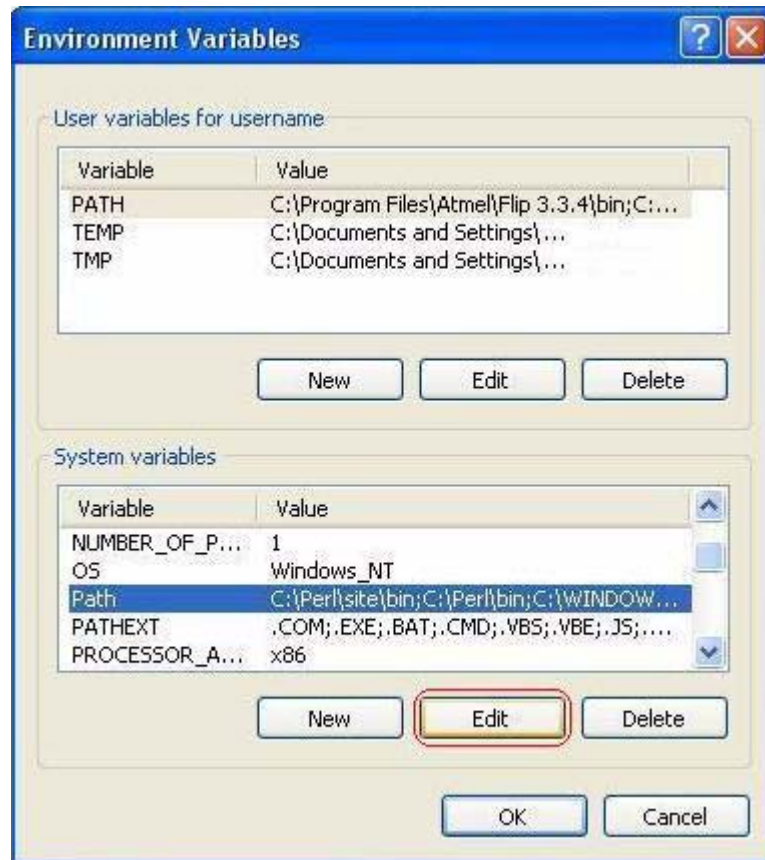 Environment Variables
User variables for username
Variable Value
PATH C:\Program Files\Atmel\Flip 3.3.4\bin;C:...
TEMP C:\Documents and Settings\...
TMP C:\Documents and Settings\...
New Edit Delete
System variables
Variable Value
NUMBER_OF_P... 1
OS Windows_NT
Path C:\Perl\site\bin;C:\Perl\bin;C:\WINDOW...
PATHEXT .COM;.EXE;.BAT;.CMD;.VBS;.VBE;.JS;....
PROCESSOR_A... x86
New Edit Delete
OK Cancel